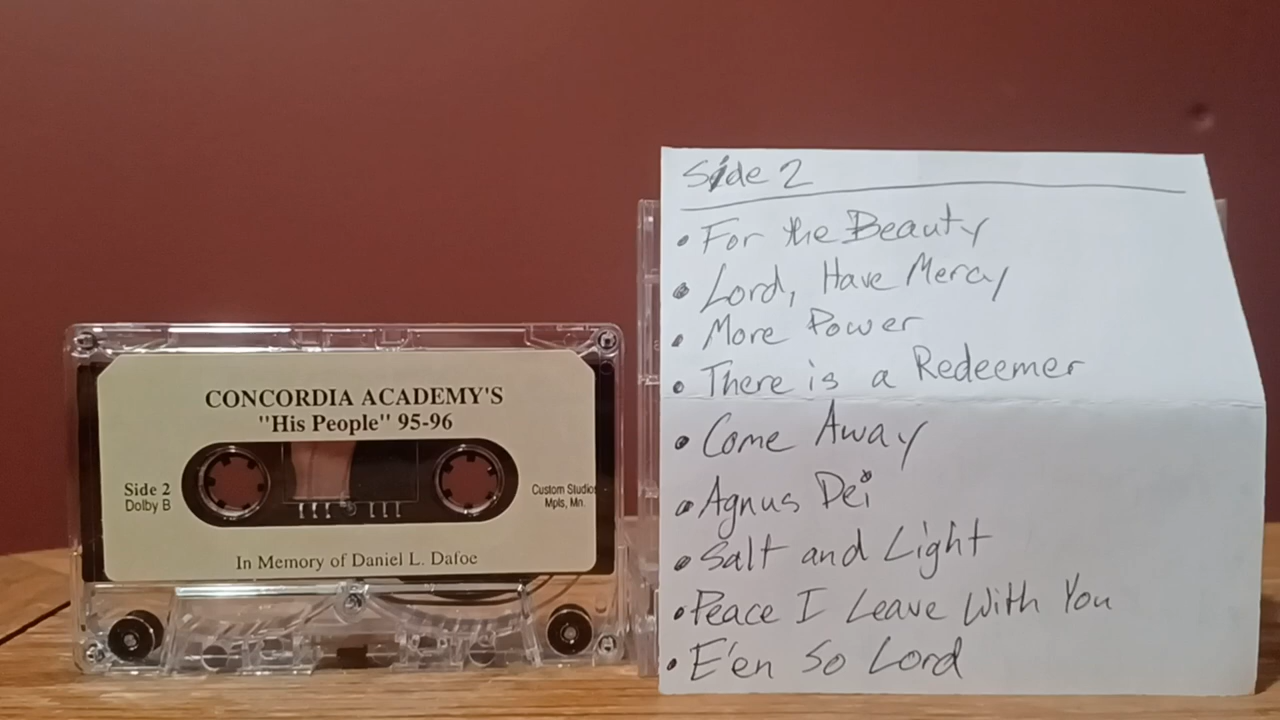 CONCORDIA ACADEMY'S
"His People" 95-96
Side 2
Dolby B
Custom Studios
Mpls, Mn.
In Memory of Daniel L. Dafoe
Side 2
• For the Beauty
• Lord, Have Mercy
• More Power
• There is a Redeemer
• Come Away
• Agnus Dei
• Salt and Light
• Peace I Leave With You
• E'en So Lord